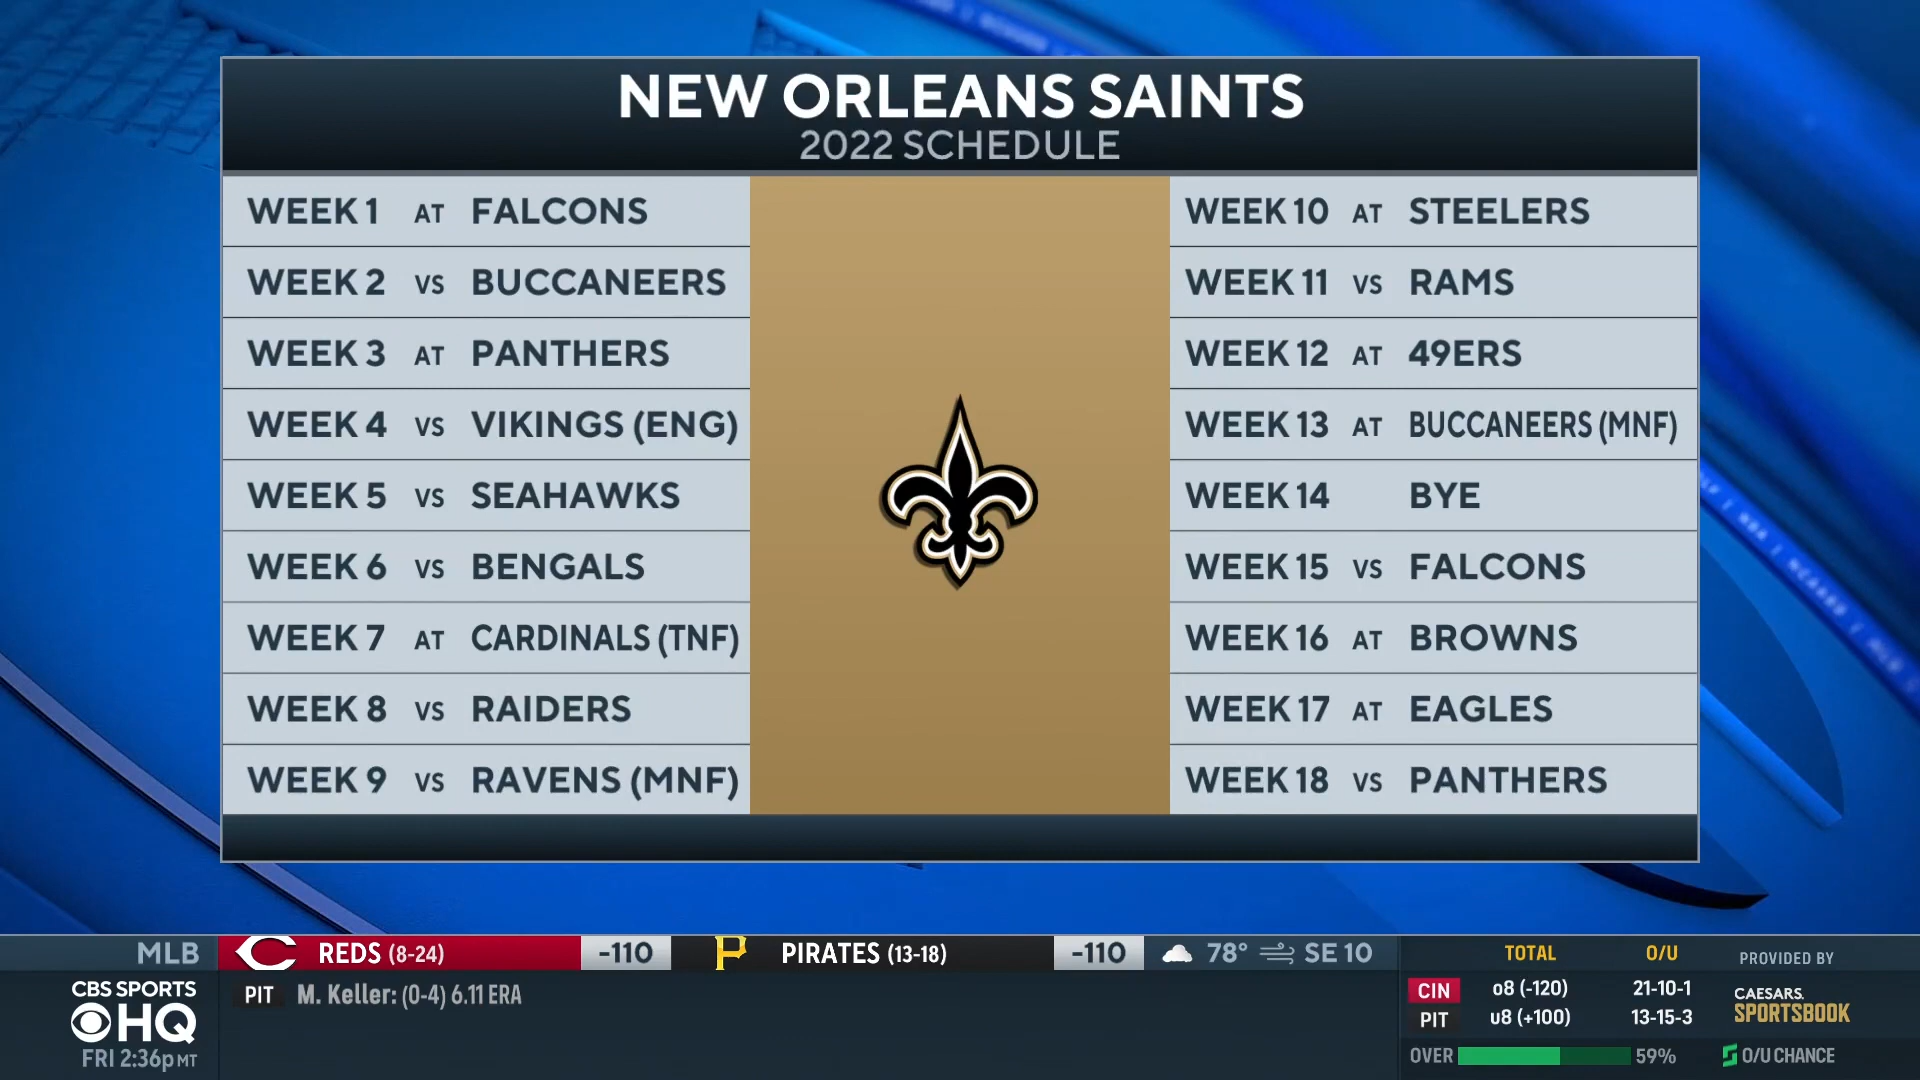 NEW ORLEANS SAINTS
2022 SCHEDULE
WEEK 1 AT FALCONS
WEEK 2 VS BUCCANEERS
WEEK 3 AT PANTHERS
WEEK 4 VS VIKINGS (ENG)
WEEK 5 VS SEAHAWKS
WEEK 6 VS BENGALS
WEEK 7 AT CARDINALS (TNF)
WEEK 8 VS RAIDERS
WEEK 9 VS RAVENS (MNF)
WEEK 10 AT STEELERS
WEEK 11 VS RAMS
WEEK 12 AT 49ERS
WEEK 13 AT BUCCANEERS (MNF)
WEEK 14 BYE
WEEK 15 VS FALCONS
WEEK 16 AT BROWNS
WEEK 17 AT EAGLES
WEEK 18 VS PANTHERS
MLB REDS (8-24) -110 P PIRATES (13-18) -110 78° SE 10
CBS SPORTS
HQ
FRI 2:36p MT
PIT M. Keller: (0-4) 6.11 ERA
TOTAL O/U
CIN o8 (-120) 21-10-1
PIT u8 (+100) 13-15-3
OVER 59% O/U CHANCE
PROVIDED BY
CAESARS
SPORTSBOOK